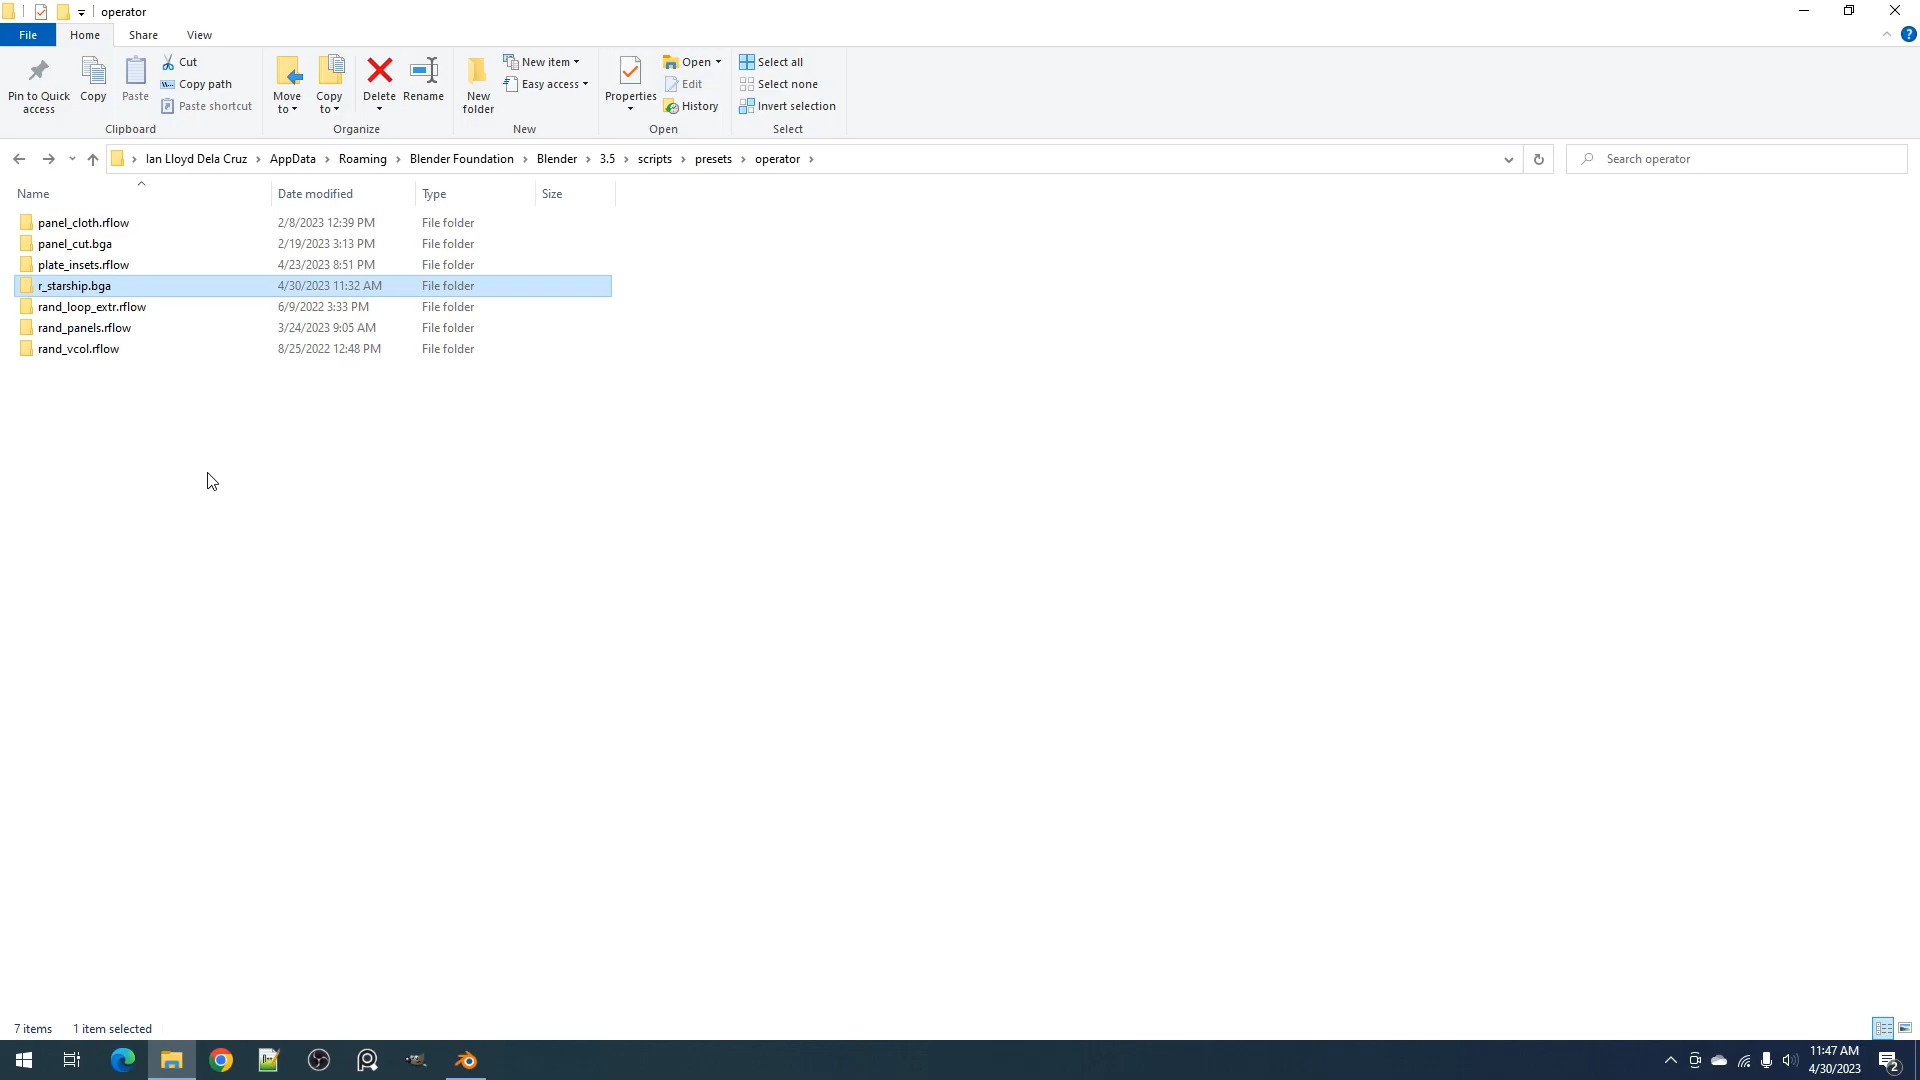 operator
File Home Share View
Pin to Quick access
Copy
Paste
Cut
Copy path
Paste shortcut
Clipboard
Move to
Copy to
Delete
Rename
Organize
New folder
New item
Easy access
New
Properties
Open
Edit
History
Open
Select all
Select none
Invert selection
Select
Ian Lloyd Dela Cruz › AppData › Roaming › Blender Foundation › Blender › 3.5 › scripts › presets › operator ›
Search operator
Name Date modified Type Size
panel_cloth.rflow 2/8/2023 12:39 PM File folder
panel_cut.bga 2/19/2023 3:13 PM File folder
plate_insets.rflow 4/23/2023 8:51 PM File folder
r_starship.bga 4/30/2023 11:32 AM File folder
rand_loop_extr.rflow 6/9/2022 3:33 PM File folder
rand_panels.rflow 3/24/2023 9:05 AM File folder
rand_vcol.rflow 8/25/2022 12:48 PM File folder
7 items 1 item selected
11:47 AM
4/30/2023
2